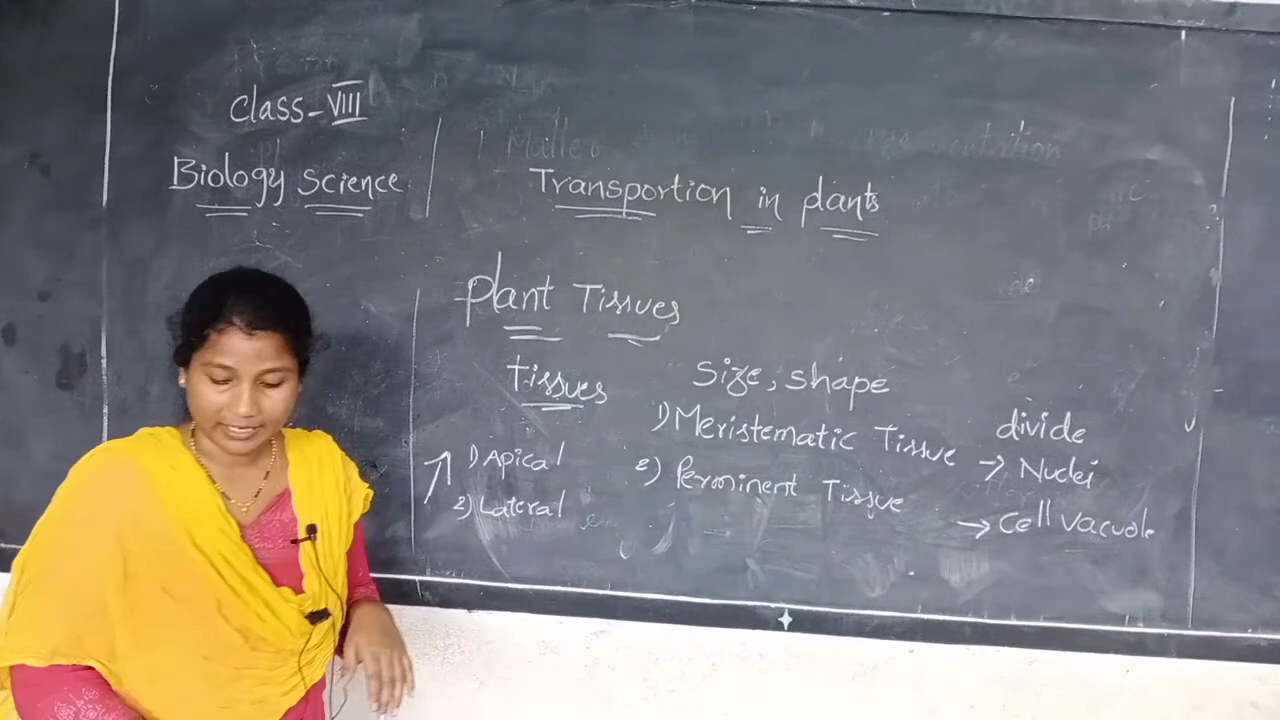 Class-VIII
Biology Science
Transportion in plants
Plant Tissues
Tissues
Size, shape
1) Meristematic Tissue
2) Perminent Tissue
divide
→ Nuclei
→ Cell vacuole
1) Apical
2) Lateral